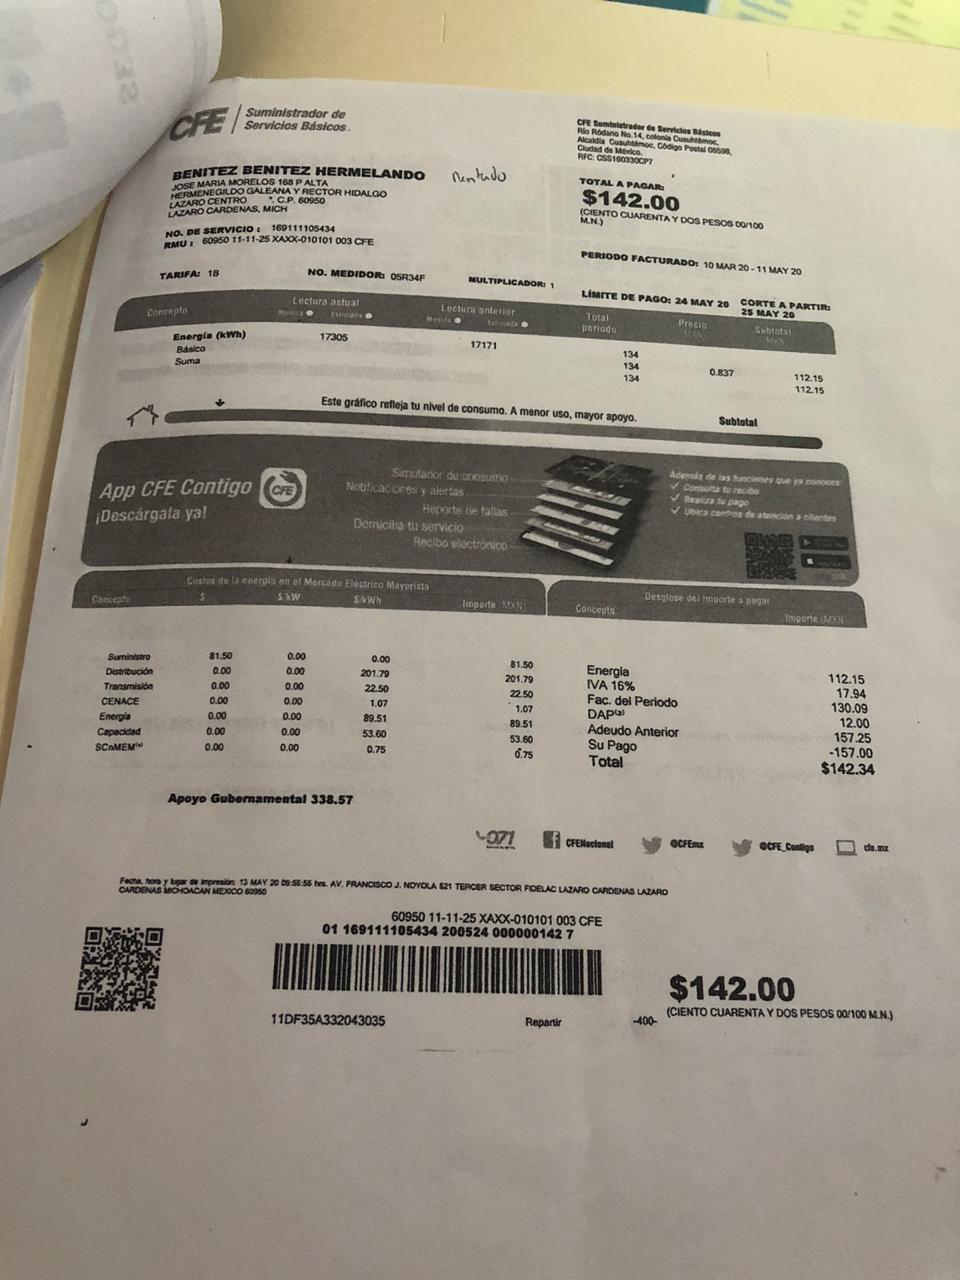 CFE Suministrador de
Servicios Básicos.
CFE Suministrador de Servicios Básicos
Río Ródano No.14, colonia Cuauhtémoc,
Alcaldía Cuauhtémoc, Código Postal 06598,
Ciudad de México.
RFC: CSS160330CP7
BENITEZ BENITEZ HERMELANDO
Rentado
JOSE MARIA MORELOS 168 P ALTA
HERMENEGILDO GALEANA Y RECTOR HIDALGO
LAZARO CENTRO *. C.P. 60950
LAZARO CARDENAS, MICH
TOTAL A PAGAR:
$142.00
(CIENTO CUARENTA Y DOS PESOS 00/100
M.N.)
NO. DE SERVICIO : 169111105434
RMU : 60950 11-11-25 XAXX-010101 003 CFE
PERIODO FACTURADO: 10 MAR 20 - 11 MAY 20
TARIFA: 1B NO. MEDIDOR: 05R34F MULTIPLICADOR: 1
LÍMITE DE PAGO: 24 MAY 20 CORTE A PARTIR:
25 MAY 20
Concepto Lectura actual Lectura anterior Total periodo Precio MXN Subtotal MXN
Medida Estimada Medida Estimada
Energía (kWh) 17305 17171 134
Básico 134 0.837 112.15
Suma 134 112.15
Este gráfico refleja tu nivel de consumo. A menor uso, mayor apoyo. Subtotal
App CFE Contigo
¡Descárgala ya!
CFE
Simulador de consumo
Notificaciones y alertas
Reporte de fallas
Domicilia tu servicio
Recibo electrónico
Además de las funciones que ya conoces:
✓ Consulta tu recibo
✓ Realiza tu pago
✓ Ubica centros de atención a clientes
Costos de la energía en el Mercado Eléctrico Mayorista
Concepto $ $/kW $/kWh Importe (MXN)
Suministro 81.50 0.00 0.00 81.50
Distribución 0.00 0.00 201.79 201.79
Transmisión 0.00 0.00 22.50 22.50
CENACE 0.00 0.00 1.07 1.07
Energía 0.00 0.00 89.51 89.51
Capacidad 0.00 0.00 53.60 53.60
SCnMEM 0.00 0.00 0.75 0.75
Desglose del importe a pagar
Concepto Importe (MXN)
Energía 112.15
IVA 16% 17.94
Fac. del Periodo 130.09
DAP(2) 12.00
Adeudo Anterior 157.25
Su Pago -157.00
Total $142.34
Apoyo Gubernamental 338.57
071 CFENacional @CFEmx @CFE_Contigo cfe.mx
Fecha, hora y lugar de impresión: 13 MAY 20 09:55:55 hrs. AV. FRANCISCO J. NOYOLA 521 TERCER SECTOR FIDELAC LAZARO CARDENAS LAZARO
CARDENAS MICHOACAN MEXICO 60950
60950 11-11-25 XAXX-010101 003 CFE
01 169111105434 200524 000000142 7
$142.00
(CIENTO CUARENTA Y DOS PESOS 00/100 M.N.)
11DF35A332043035 Repartir -400-